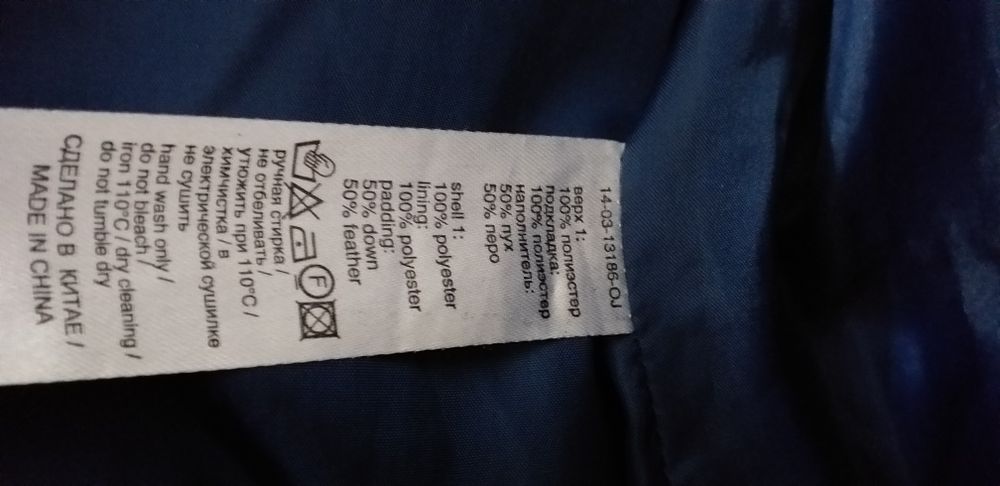 14-03-13186-OJ
верх 1:
100% полиэстер
подкладка:
100% полиэстер
наполнитель:
50% пух
50% перо
shell 1:
100% polyester
lining:
100% polyester
padding:
50% down
50% feather
F
ручная стирка /
не отбеливать /
утюжить при 110°C /
химчистка / в
электрической сушилке
не сушить
hand wash only /
do not bleach /
iron 110°C / dry cleaning /
do not tumble dry
СДЕЛАНО В КИТАЕ /
MADE IN CHINA